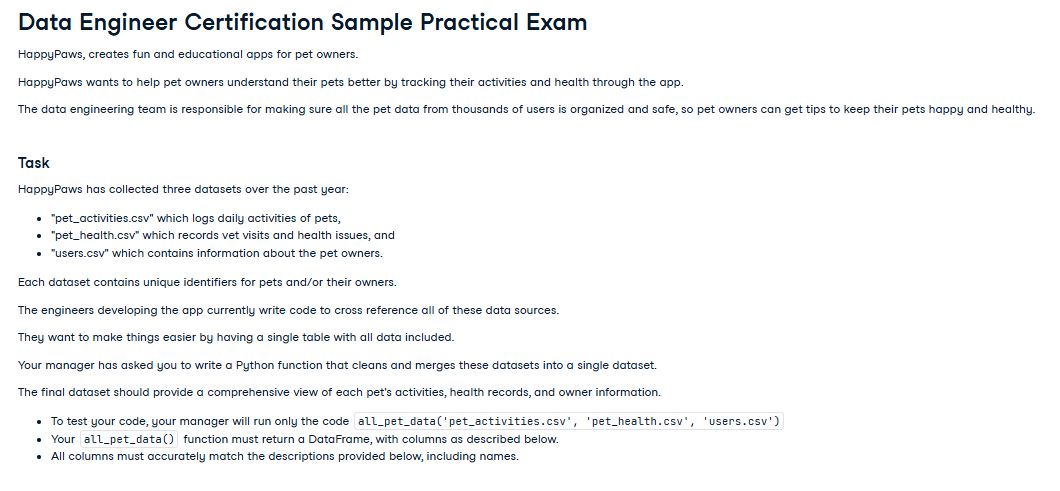 Data Engineer Certification Sample Practical Exam
HappyPaws, creates fun and educational apps for pet owners.
HappyPaws wants to help pet owners understand their pets better by tracking their activities and health through the app.
The data engineering team is responsible for making sure all the pet data from thousands of users is organized and safe, so pet owners can get tips to keep their pets happy and healthy.
Task
HappyPaws has collected three datasets over the past year:
• "pet_activities.csv" which logs daily activities of pets,
• "pet_health.csv" which records vet visits and health issues, and
• "users.csv" which contains information about the pet owners.
Each dataset contains unique identifiers for pets and/or their owners.
The engineers developing the app currently write code to cross reference all of these data sources.
They want to make things easier by having a single table with all data included.
Your manager has asked you to write a Python function that cleans and merges these datasets into a single dataset.
The final dataset should provide a comprehensive view of each pet's activities, health records, and owner information.
• To test your code, your manager will run only the code all_pet_data('pet_activities.csv', 'pet_health.csv', 'users.csv')
• Your all_pet_data() function must return a DataFrame, with columns as described below.
• All columns must accurately match the descriptions provided below, including names.